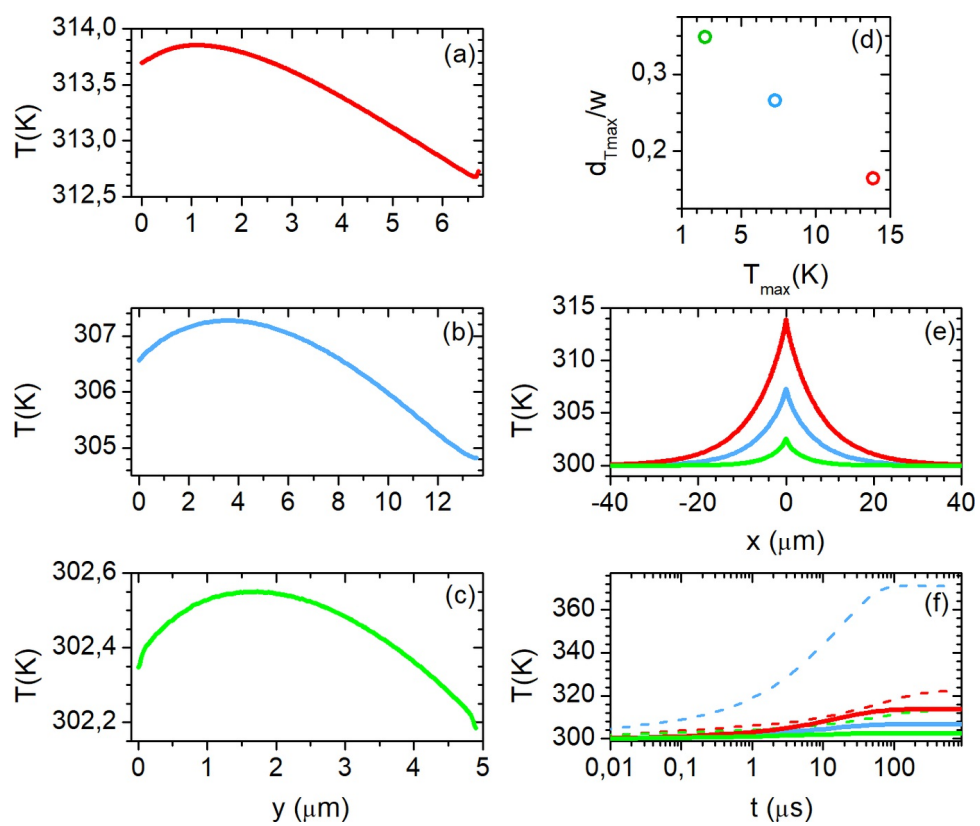 314,0
313,5
313,0
312,5
T(K)
(a)
0 1 2 3 4 5 6
307
306
305
T(K)
(b)
0 2 4 6 8 10 12
302,6
302,4
302,2
T(K)
(c)
0 1 2 3 4 5
y (μm)
0,3
0,2
d_Tmax/w
(d)
1 5 10 15
T_max(K)
315
310
305
300
T(K)
(e)
-40 -20 0 20 40
x (μm)
360
340
320
300
T(K)
(f)
0,01 0,1 1 10 100
t (μs)